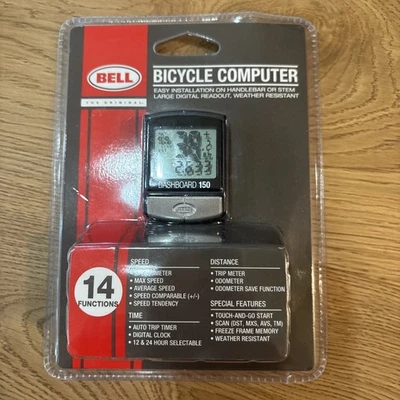 BELL
THE ORIGINAL
BICYCLE COMPUTER
EASY INSTALLATION ON HANDLEBAR OR STEM
LARGE DIGITAL READOUT, WEATHER RESISTANT
DASHBOARD 150
14
FUNCTIONS
SPEED
• SPEEDOMETER
• MAX SPEED
• AVERAGE SPEED
• SPEED COMPARABLE (+/-)
• SPEED TENDENCY
TIME
• AUTO TRIP TIMER
• DIGITAL CLOCK
• 12 & 24 HOUR SELECTABLE
DISTANCE
• TRIP METER
• ODOMETER
• ODOMETER SAVE FUNCTION
SPECIAL FEATURES
• TOUCH-AND-GO START
• SCAN (DST, MXS, AVS, TM)
• FREEZE FRAME MEMORY
• WEATHER RESISTANT